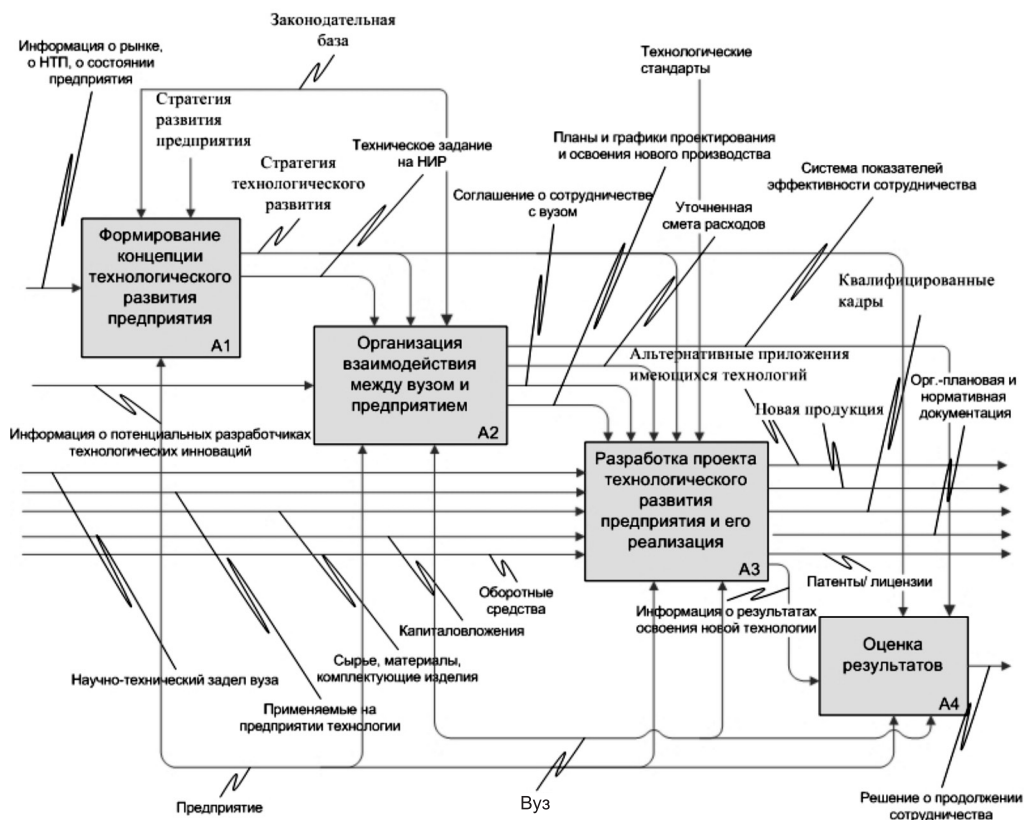 Законодательная
база
Информация о рынке,
о НТП, о состоянии
предприятия
Технологические
стандарты
Стратегия
развития
предприятия
Стратегия
технологического
развития
Техническое задание
на НИР
Планы и графики проектирования
и освоения нового производства
Соглашение о сотрудничестве
с вузом
Уточненная
смета расходов
Система показателей
эффективности сотрудничества
Квалифицированные
кадры
Формирование
концепции
технологического
развития
предприятия
А1
Организация
взаимодействия
между вузом и
предприятием
А2
Альтернативные приложения
имеющихся технологий
Новая продукция
Орг.-плановая и
нормативная
документация
Информация о потенциальных разработчиках
технологических инноваций
Разработка проекта
технологического
развития
предприятия и его
реализация
А3
Оборотные
средства
Капиталовложения
Сырье, материалы,
комплектующие изделия
Научно-технический задел вуза
Применяемые на
предприятии технологии
Патенты/ лицензии
Информация о результатах
освоения новой технологии
Оценка
результатов
А4
Предприятие
Вуз
Решение о продолжении
сотрудничества